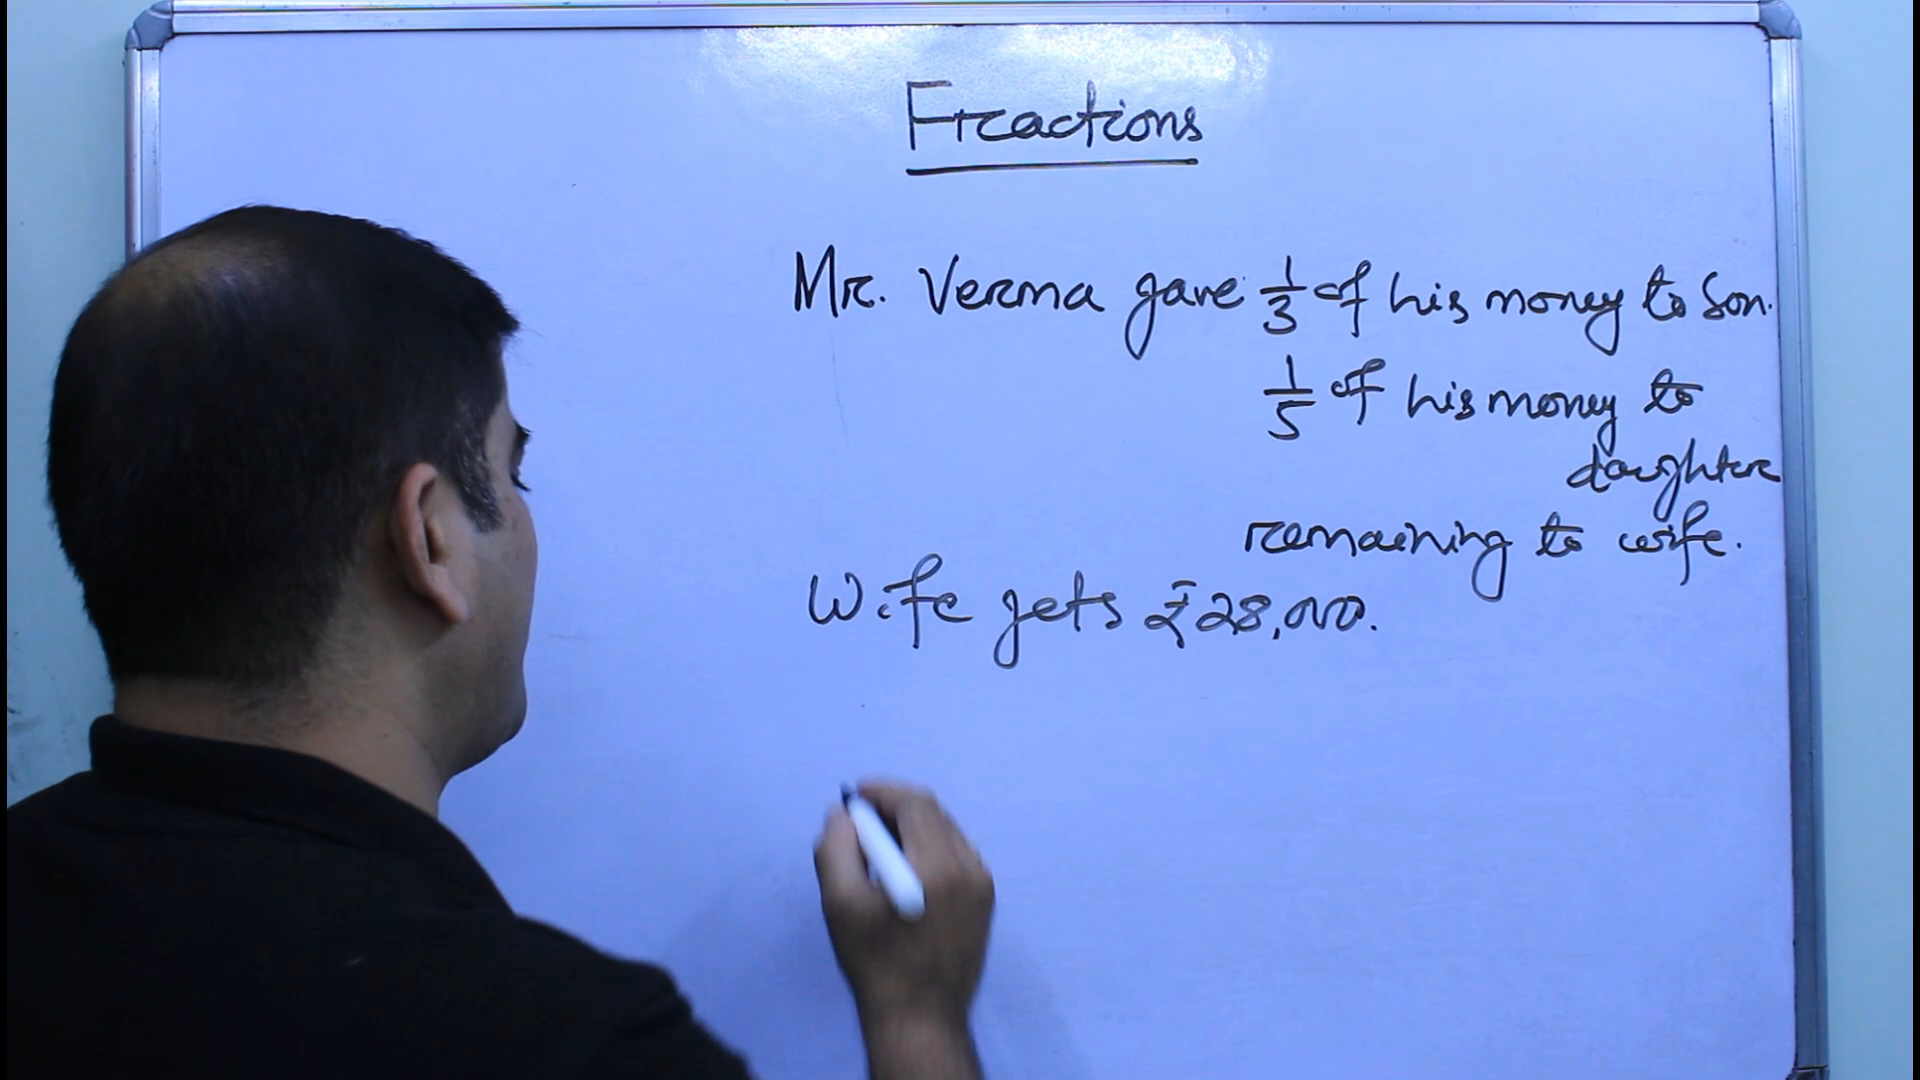 Fractions
Mr. Verma gave 1/3 of his money to Son.
1/5 of his money to
daughter
remaining to wife.
Wife gets ₹28,000.